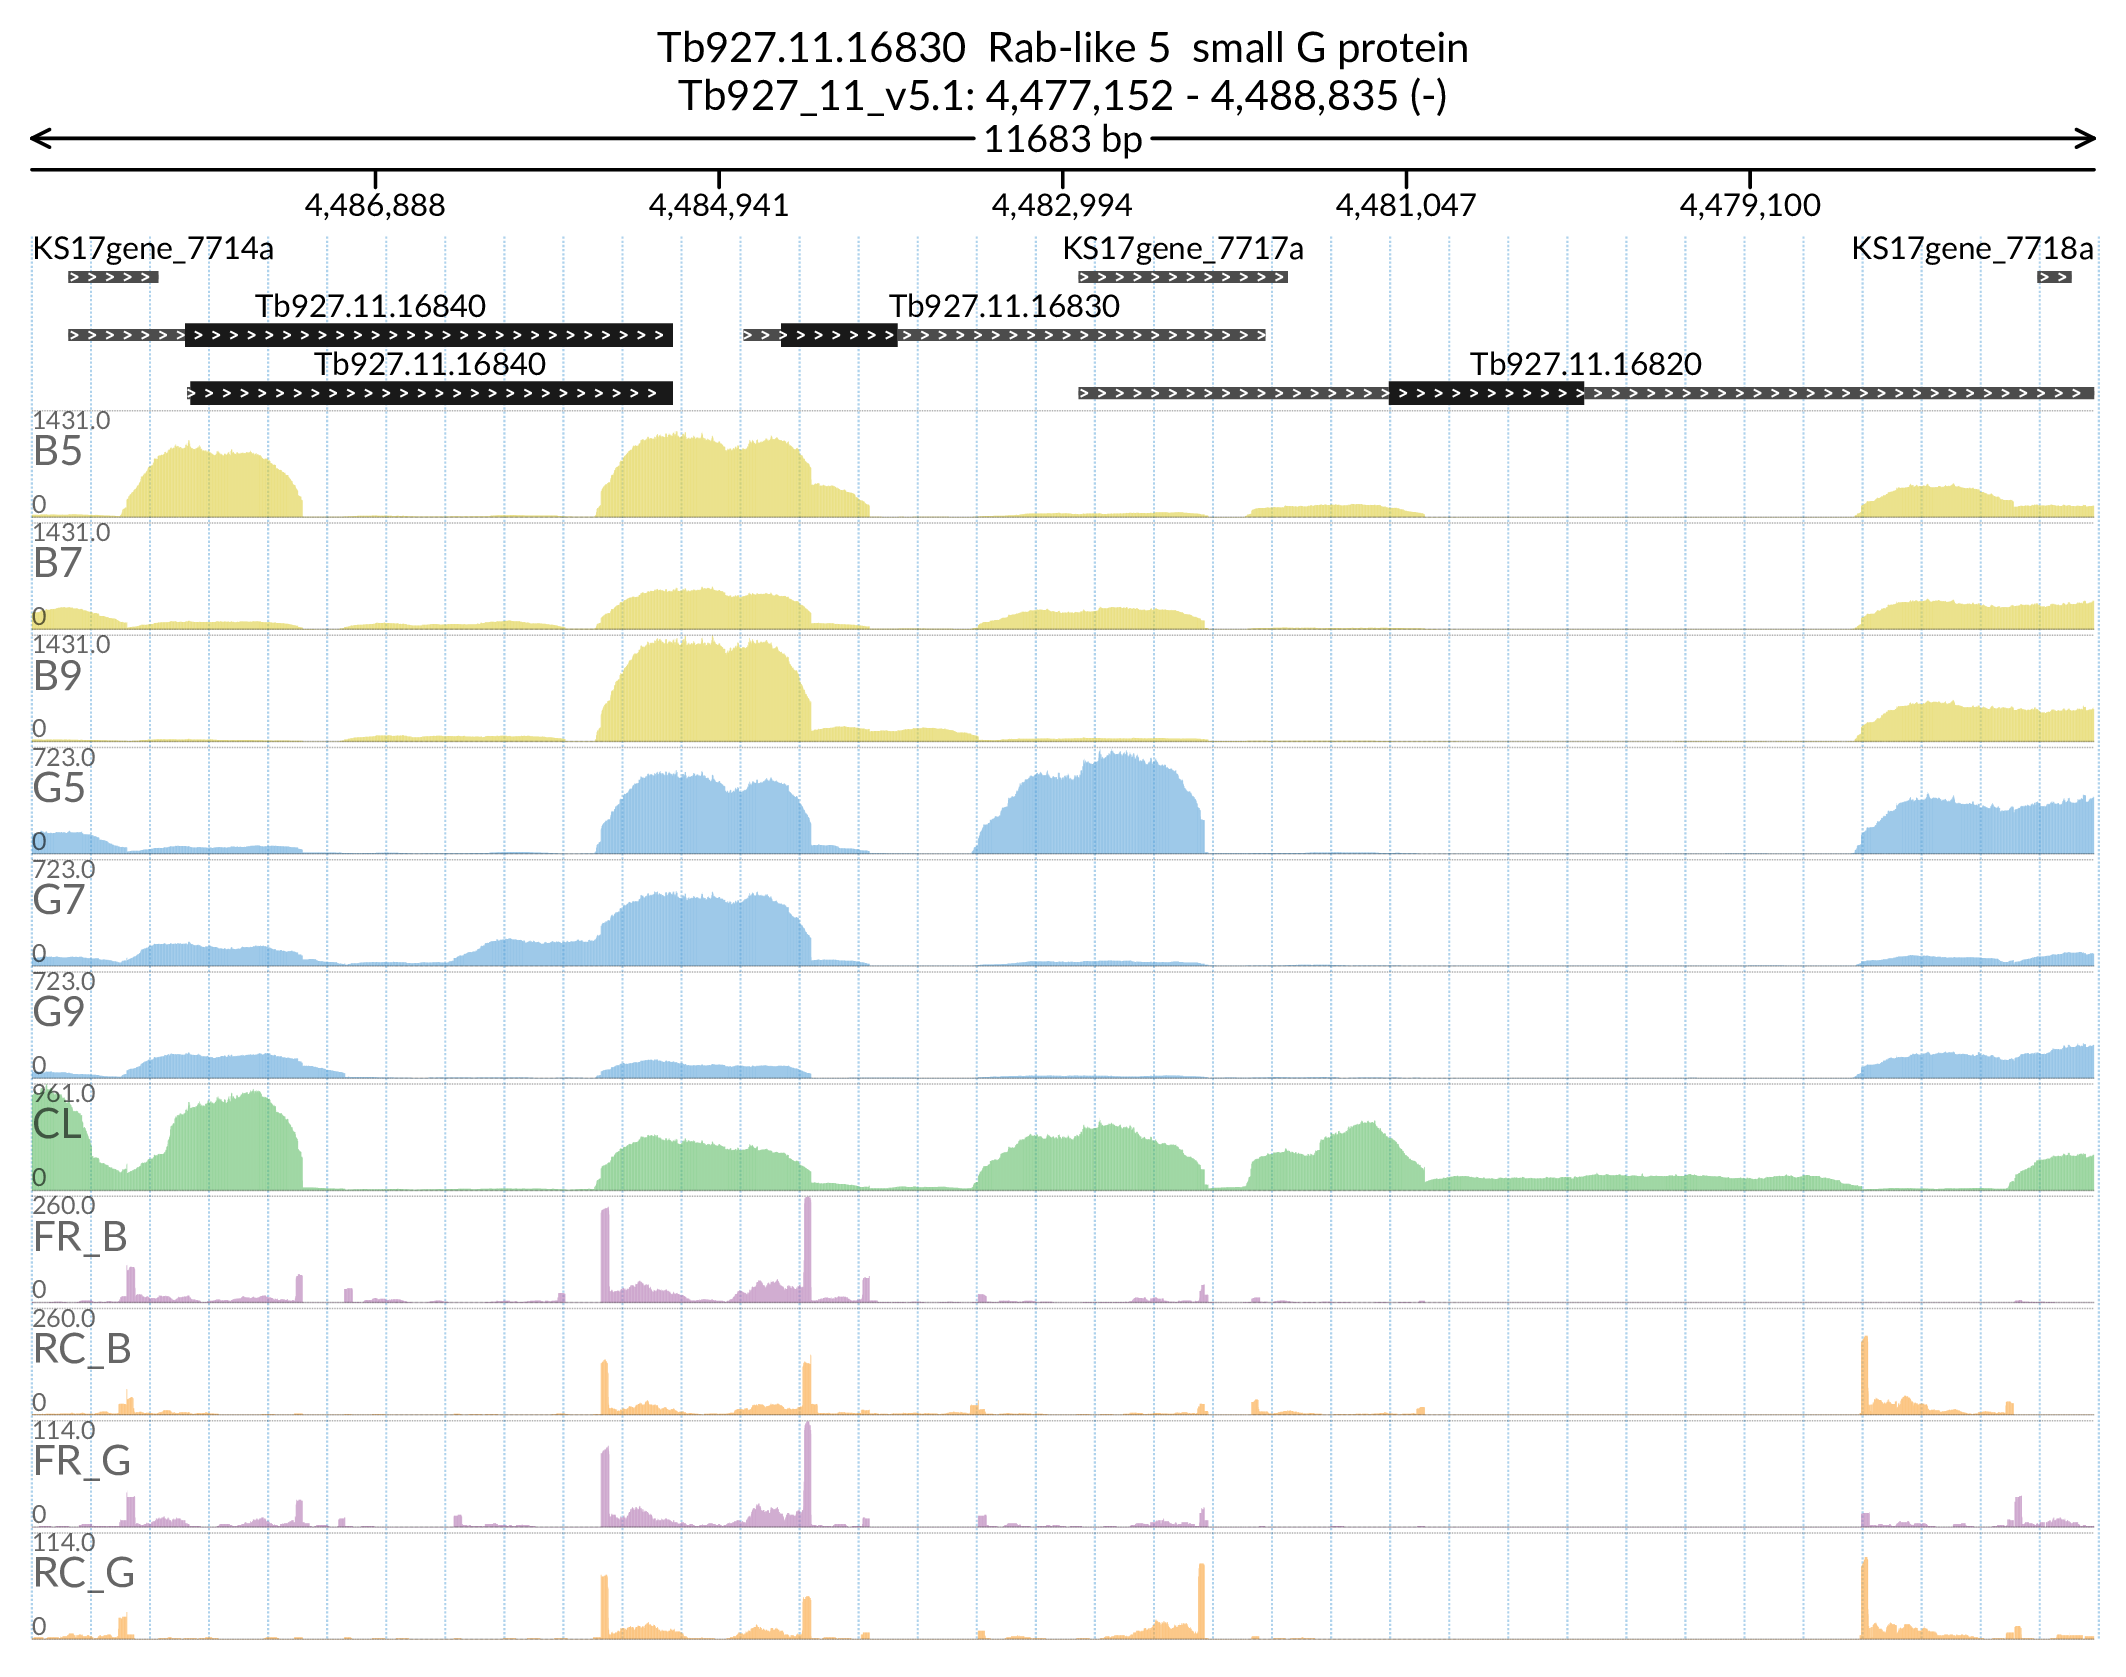 Tb927.11.16830  Rab-like 5  small G protein
Tb927_11_v5.1: 4,477,152 - 4,488,835 (-)
11683 bp
4,486,888 4,484,941 4,482,994 4,481,047 4,479,100
KS17gene_7714a KS17gene_7717a KS17gene_7718a
Tb927.11.16840 Tb927.11.16830
Tb927.11.16840 Tb927.11.16820
1431.0
B5
0
1431.0
B7
0
1431.0
B9
0
723.0
G5
0
723.0
G7
0
723.0
G9
0
961.0
CL
0
260.0
FR_B
0
260.0
RC_B
0
114.0
FR_G
0
114.0
RC_G
0